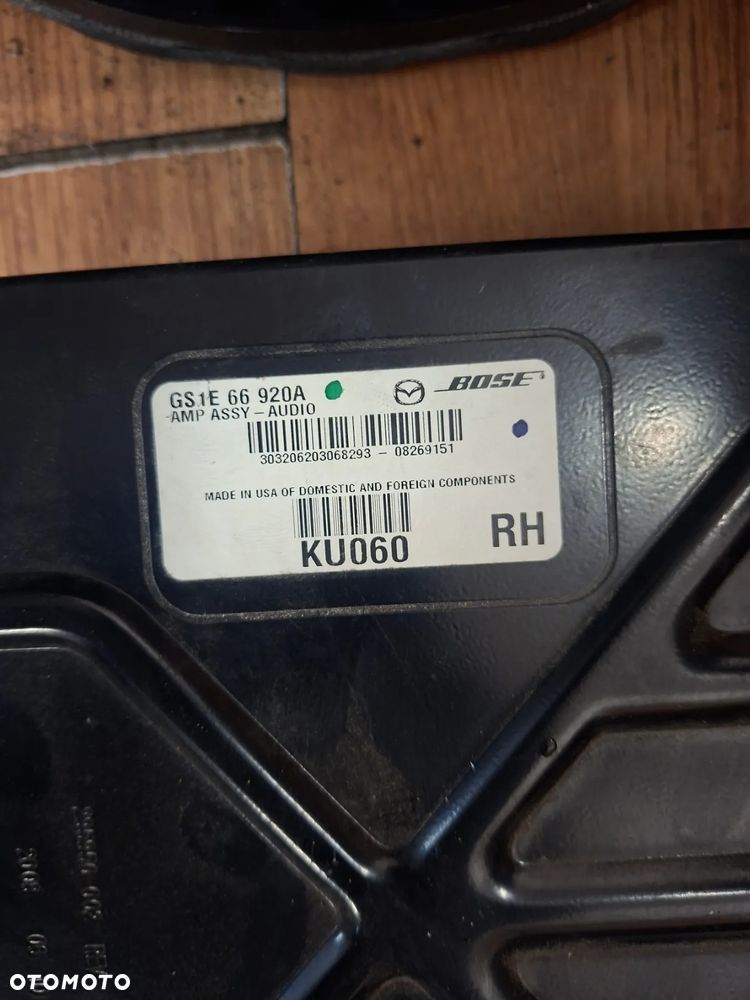 GS1E 66 920A
BOSE
AMP ASSY - AUDIO
303206203068293 - 08269151
MADE IN USA OF DOMESTIC AND FOREIGN COMPONENTS
KU060
RH
OTOMOTO